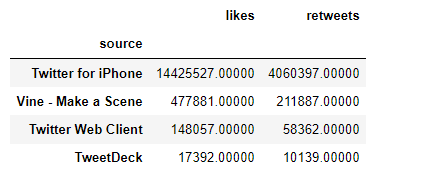 likes retweets
source
Twitter for iPhone 14425527.00000 4060397.00000
Vine - Make a Scene 477881.00000 211887.00000
Twitter Web Client 148057.00000 58362.00000
TweetDeck 17392.00000 10139.00000